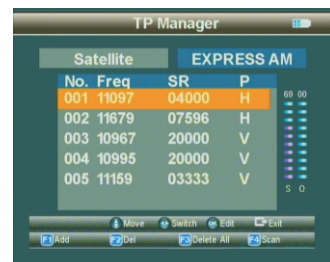 TP Manager
Satellite EXPRESS AM
No. Freq SR P
001 11097 04000 H 69 00
002 11679 07596 H
003 10967 20000 V
004 10995 20000 V
005 11159 03333 V
S Q
Move Switch OK Edit Exit
F1 Add F2 Del F3 Delete All F4 Scan